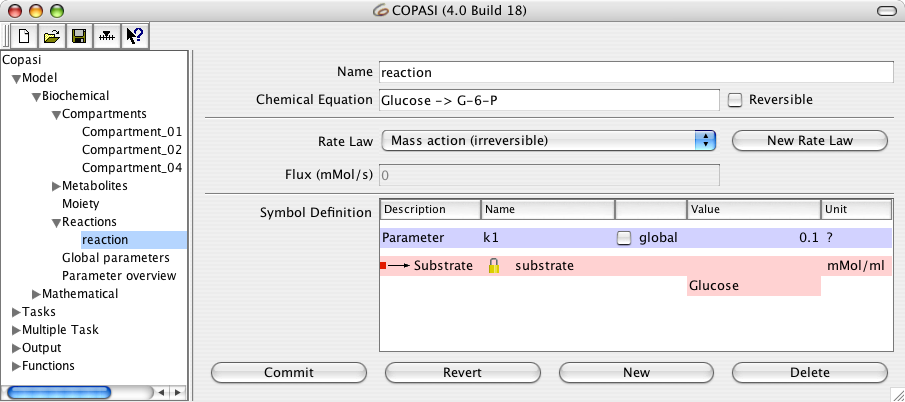 COPASI (4.0 Build 18)
Copasi
Model
Biochemical
Compartments
Compartment_01
Compartment_02
Compartment_04
Metabolites
Moiety
Reactions
reaction
Global parameters
Parameter overview
Mathematical
Tasks
Multiple Task
Output
Functions
Name reaction
Chemical Equation Glucose -> G-6-P Reversible
Rate Law Mass action (irreversible) New Rate Law
Flux (mMol/s) 0
Symbol Definition Description Name Value Unit
Parameter k1 global 0.1 ?
Substrate substrate mMol/ml
Glucose
Commit Revert New Delete